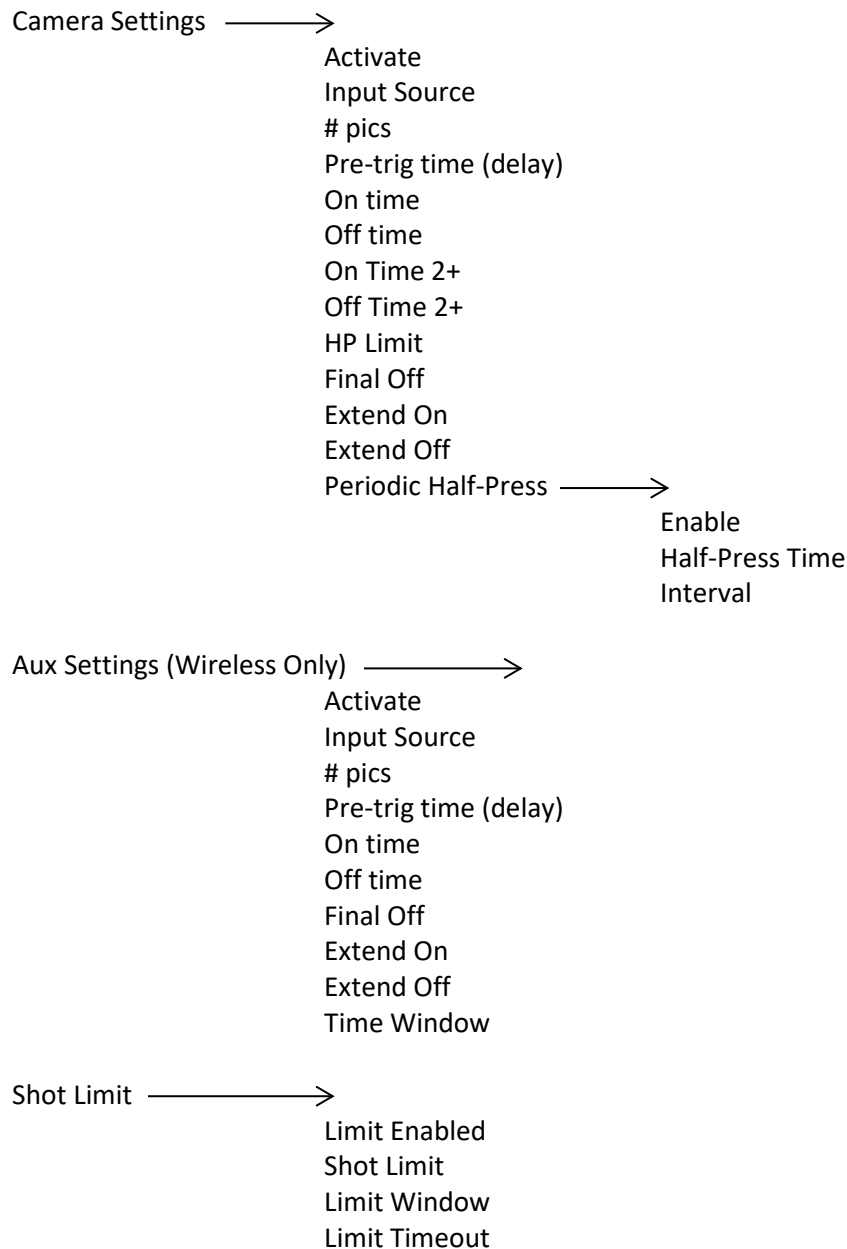 Camera Settings
Activate
Input Source
# pics
Pre-trig time (delay)
On time
Off time
On Time 2+
Off Time 2+
HP Limit
Final Off
Extend On
Extend Off
Periodic Half-Press
Enable
Half-Press Time
Interval
Aux Settings (Wireless Only)
Activate
Input Source
# pics
Pre-trig time (delay)
On time
Off time
Final Off
Extend On
Extend Off
Time Window
Shot Limit
Limit Enabled
Shot Limit
Limit Window
Limit Timeout